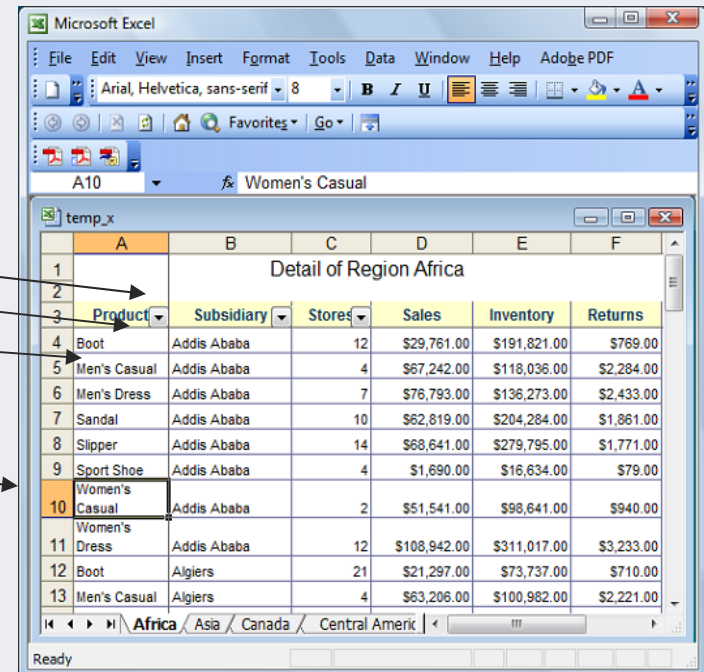 Microsoft Excel
File Edit View Insert Format Tools Data Window Help Adobe PDF
Arial, Helvetica, sans-serif 8 B I U A
Favorites Go
A10 fx Women's Casual
temp_x
A B C D E F
1 Detail of Region Africa
2
3 Product Subsidiary Stores Sales Inventory Returns
4 Boot Addis Ababa 12 $29,761.00 $191,821.00 $769.00
5 Men's Casual Addis Ababa 4 $67,242.00 $118,036.00 $2,284.00
6 Men's Dress Addis Ababa 7 $76,793.00 $136,273.00 $2,433.00
7 Sandal Addis Ababa 10 $62,819.00 $204,284.00 $1,861.00
8 Slipper Addis Ababa 14 $68,641.00 $279,795.00 $1,771.00
9 Sport Shoe Addis Ababa 4 $1,690.00 $16,634.00 $79.00
Women's
10 Casual Addis Ababa 2 $51,541.00 $98,641.00 $940.00
Women's
11 Dress Addis Ababa 12 $108,942.00 $311,017.00 $3,233.00
12 Boot Algiers 21 $21,297.00 $73,737.00 $710.00
13 Men's Casual Algiers 4 $63,206.00 $100,982.00 $2,221.00
Africa Asia Canada Central Americ
Ready